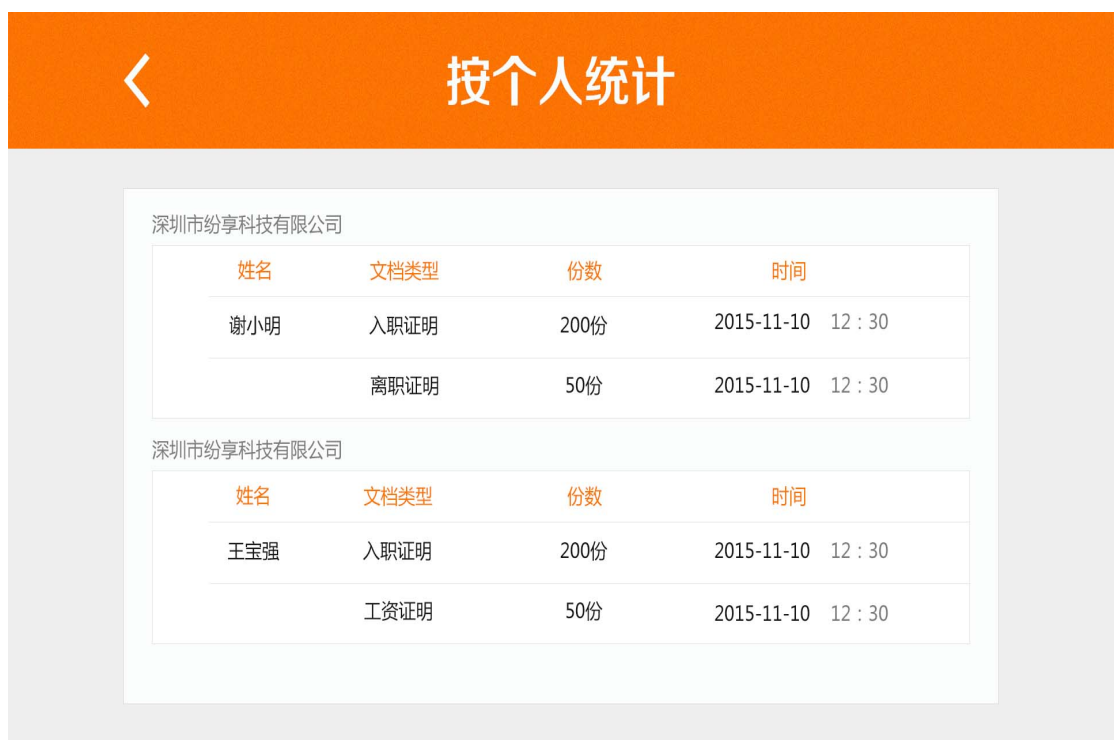 按个人统计
深圳市纷享科技有限公司
姓名 文档类型 份数 时间
谢小明 入职证明 200份 2015-11-10 12：30
离职证明 50份 2015-11-10 12：30
深圳市纷享科技有限公司
姓名 文档类型 份数 时间
王宝强 入职证明 200份 2015-11-10 12：30
工资证明 50份 2015-11-10 12：30